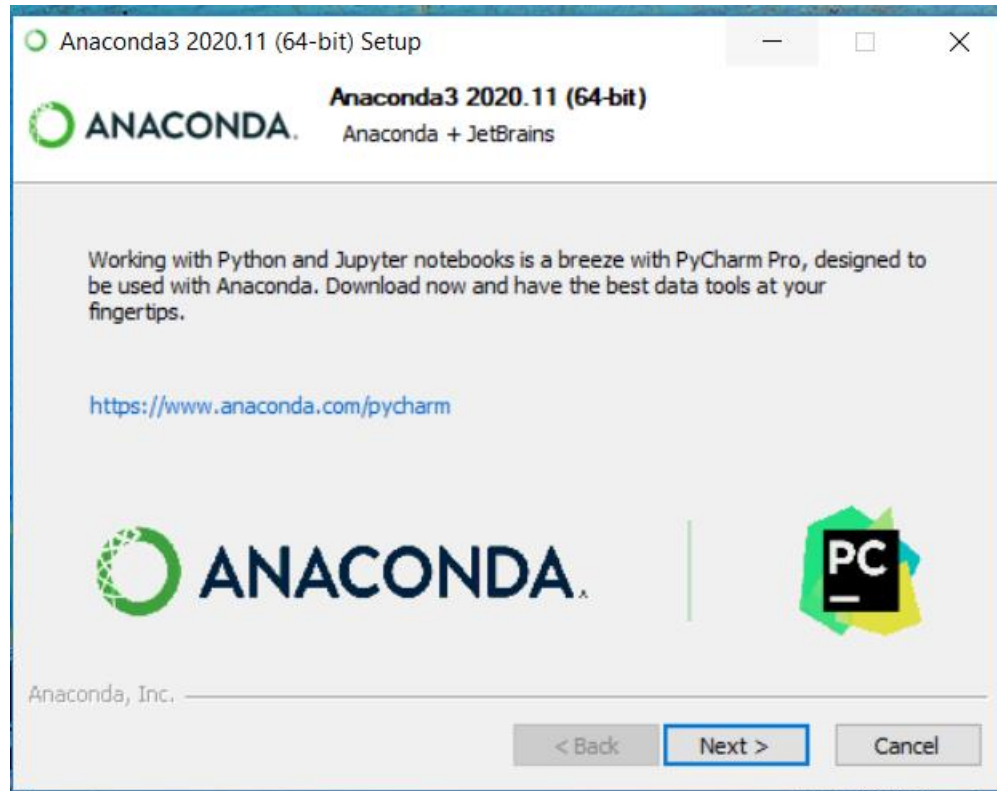 Anaconda3 2020.11 (64-bit) Setup
ANACONDA.
Anaconda3 2020.11 (64-bit)
Anaconda + JetBrains
Working with Python and Jupyter notebooks is a breeze with PyCharm Pro, designed to
be used with Anaconda. Download now and have the best data tools at your
fingertips.
https://www.anaconda.com/pycharm
ANACONDA.
PC
Anaconda, Inc.
< Back
Next >
Cancel